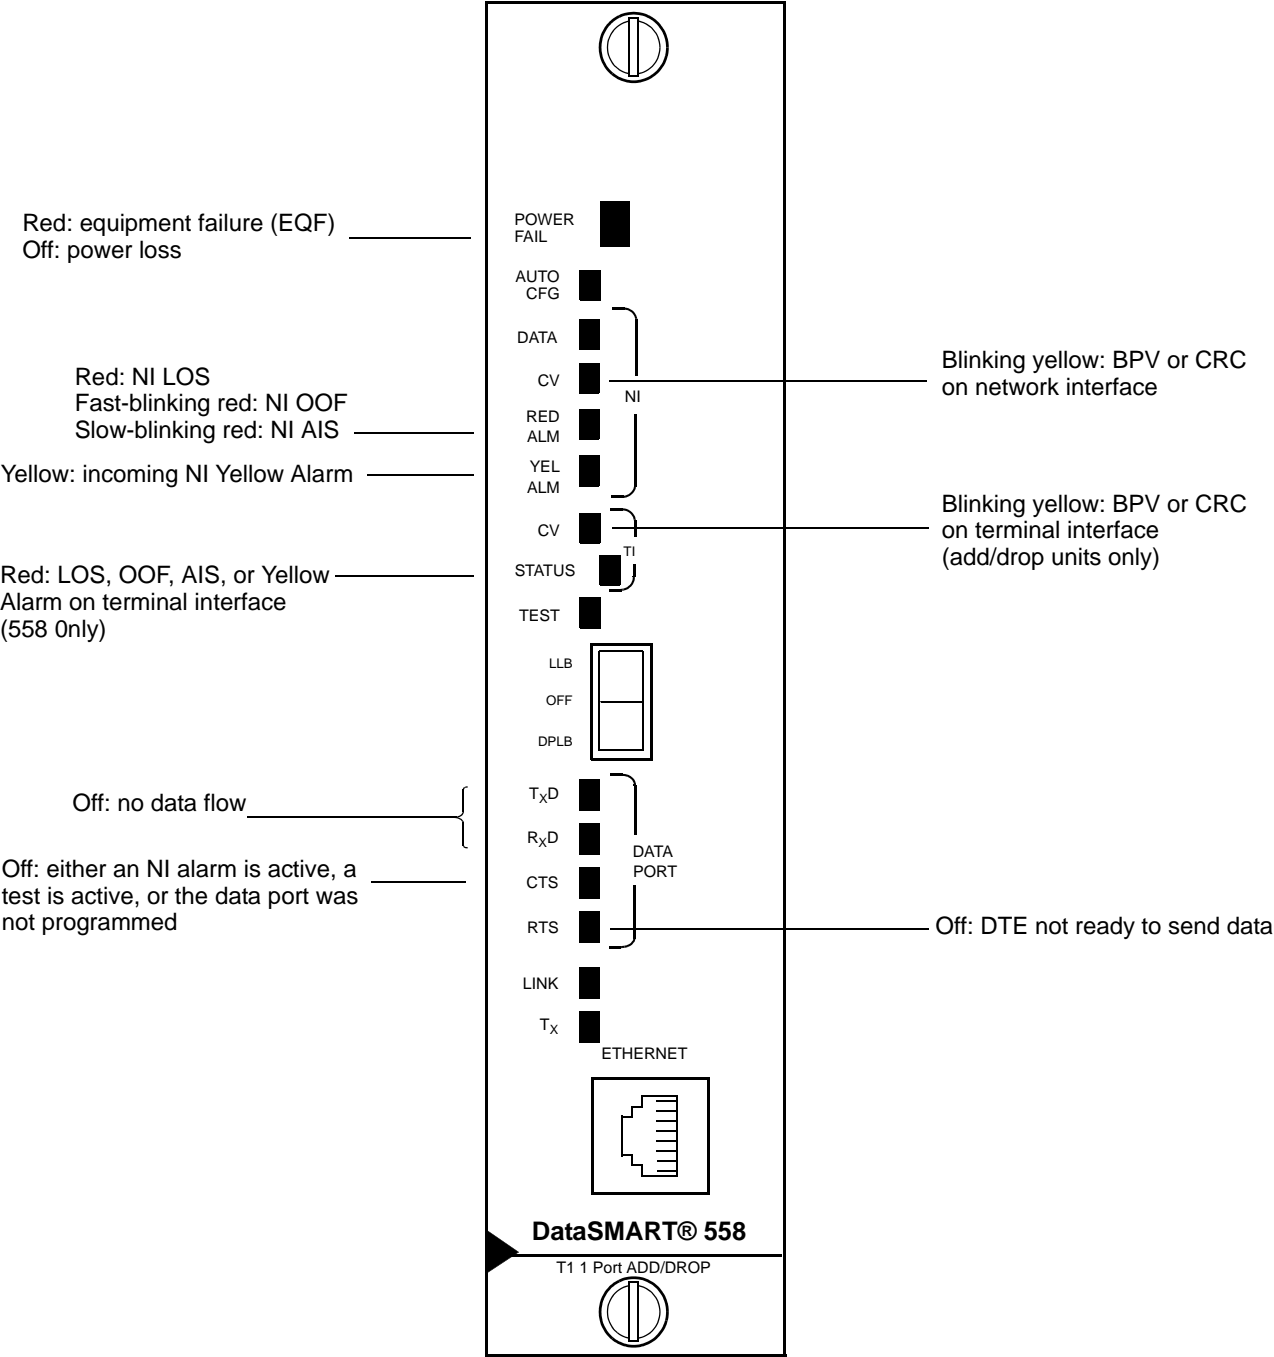 Red: equipment failure (EQF)
Off: power loss
POWER
FAIL
AUTO
CFG
DATA
CV
NI
Blinking yellow: BPV or CRC
on network interface
Red: NI LOS
Fast-blinking red: NI OOF
Slow-blinking red: NI AIS
RED
ALM
Yellow: incoming NI Yellow Alarm
YEL
ALM
CV
TI
Blinking yellow: BPV or CRC
on terminal interface
(add/drop units only)
Red: LOS, OOF, AIS, or Yellow
Alarm on terminal interface
(558 0nly)
STATUS
TEST
LLB
OFF
DPLB
Off: no data flow
TXD
RXD
DATA
PORT
Off: either an NI alarm is active, a
test is active, or the data port was
not programmed
CTS
RTS
Off: DTE not ready to send data
LINK
TX
ETHERNET
DataSMART® 558
T1 1 Port ADD/DROP